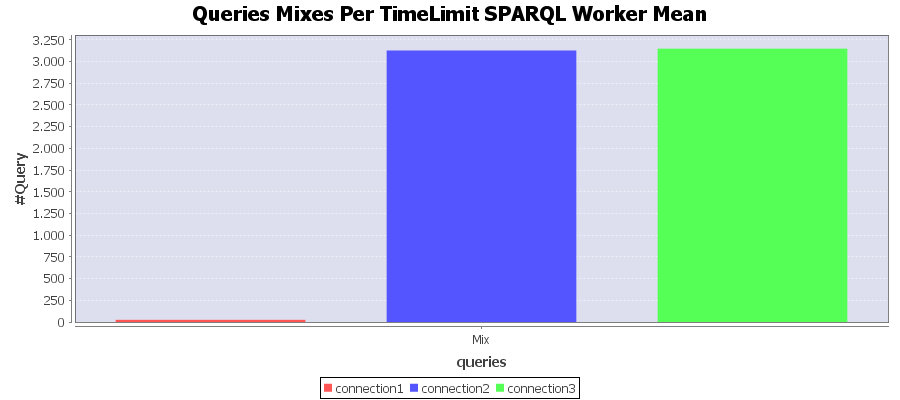 Queries Mixes Per TimeLimit SPARQL Worker Mean
#Query
3.250
3.000
2.750
2.500
2.250
2.000
1.750
1.500
1.250
1.000
750
500
250
0
Mix
queries
connection1 connection2 connection3